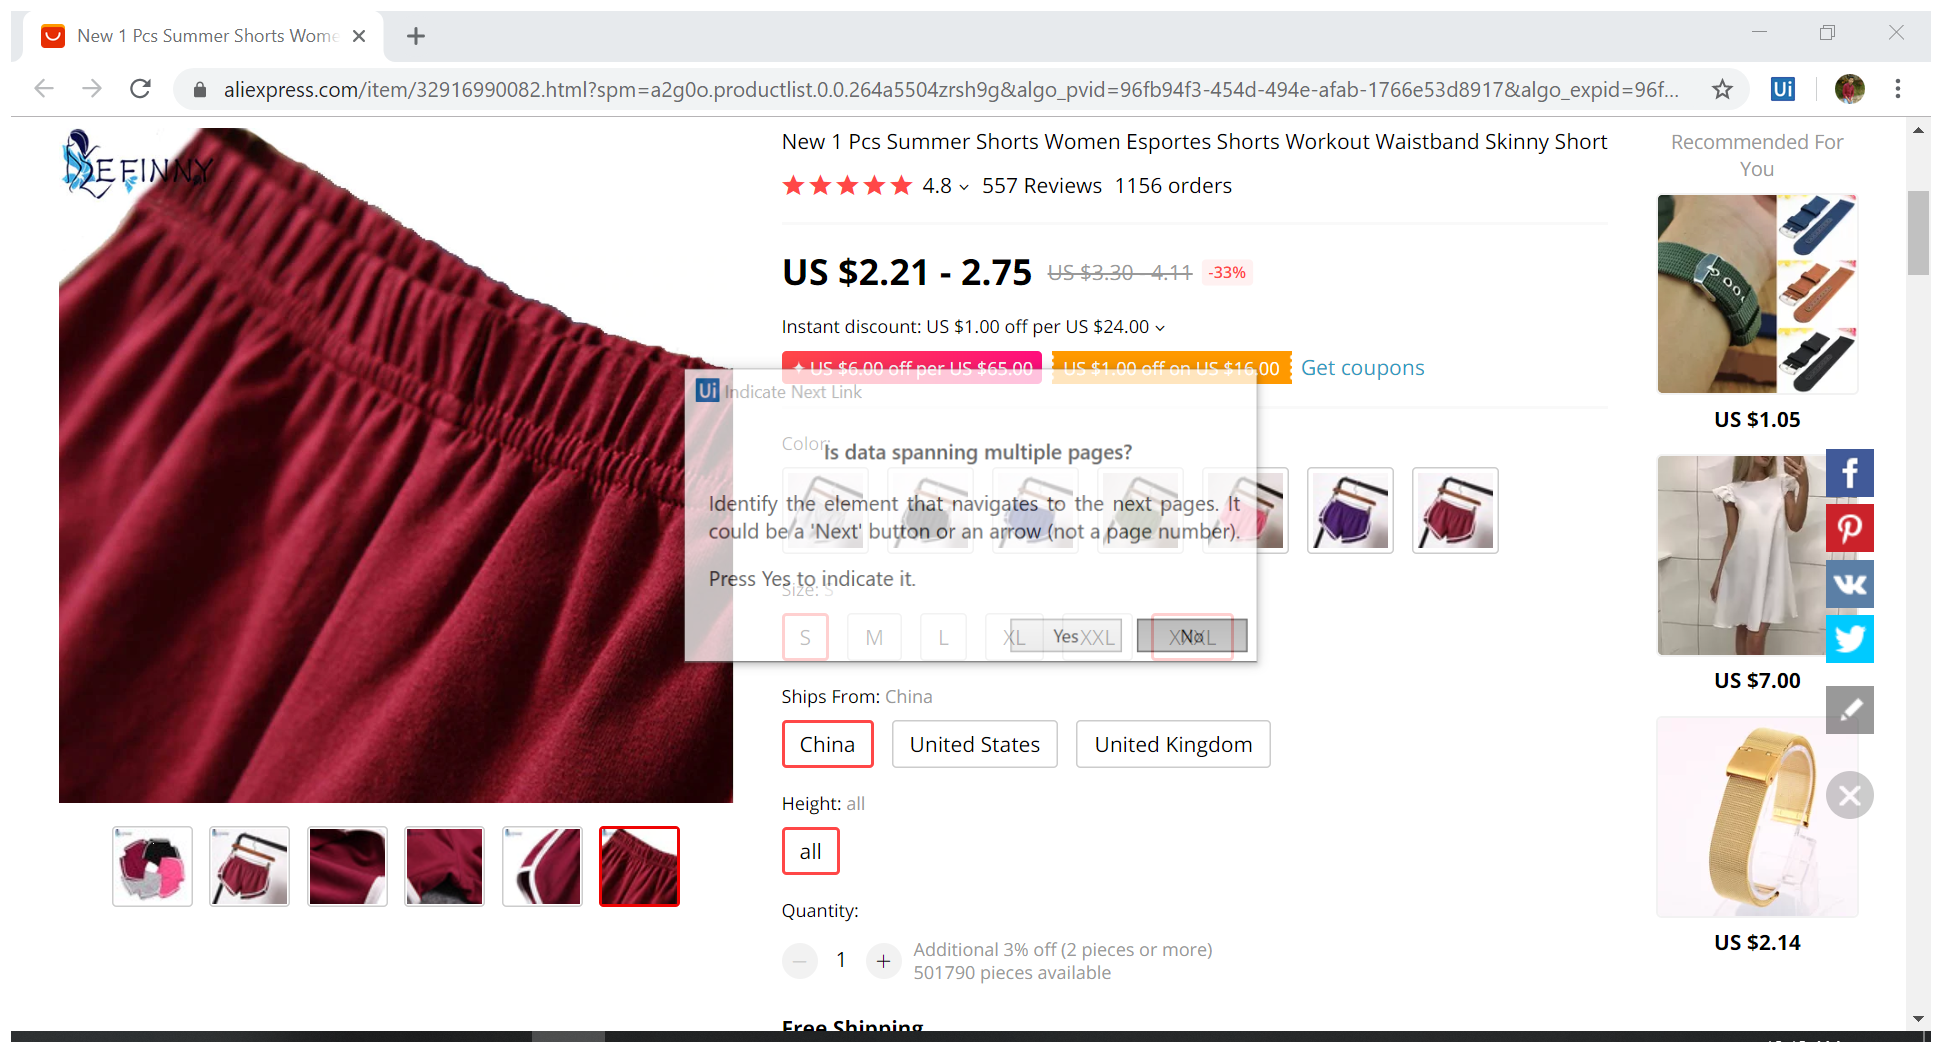 New 1 Pcs Summer Shorts Wome
aliexpress.com/item/32916990082.html?spm=a2g0o.productlist.0.0.264a5504zrsh9g&algo_pvid=96fb94f3-454d-494e-afab-1766e53d8917&algo_expid=96f...
Ui
DEFINNY
New 1 Pcs Summer Shorts Women Esportes Shorts Workout Waistband Skinny Short
4.8 557 Reviews 1156 orders
US $2.21 - 2.75 US $3.30 - 4.11 -33%
Instant discount: US $1.00 off per US $24.00
US $6.00 off per US $65.00 US $1.00 off on US $16.00 Get coupons
Ui Indicate Next Link
Color:
Is data spanning multiple pages?
Identify the element that navigates to the next pages. It
could be a 'Next' button or an arrow (not a page number).
Press Yes to indicate it.
Size: S
S M L XL XXL XXXL
Yes No
Ships From: China
China United States United Kingdom
Height: all
all
Quantity:
1
Additional 3% off (2 pieces or more)
501790 pieces available
Free Shipping
Recommended For
You
US $1.05
US $7.00
US $2.14